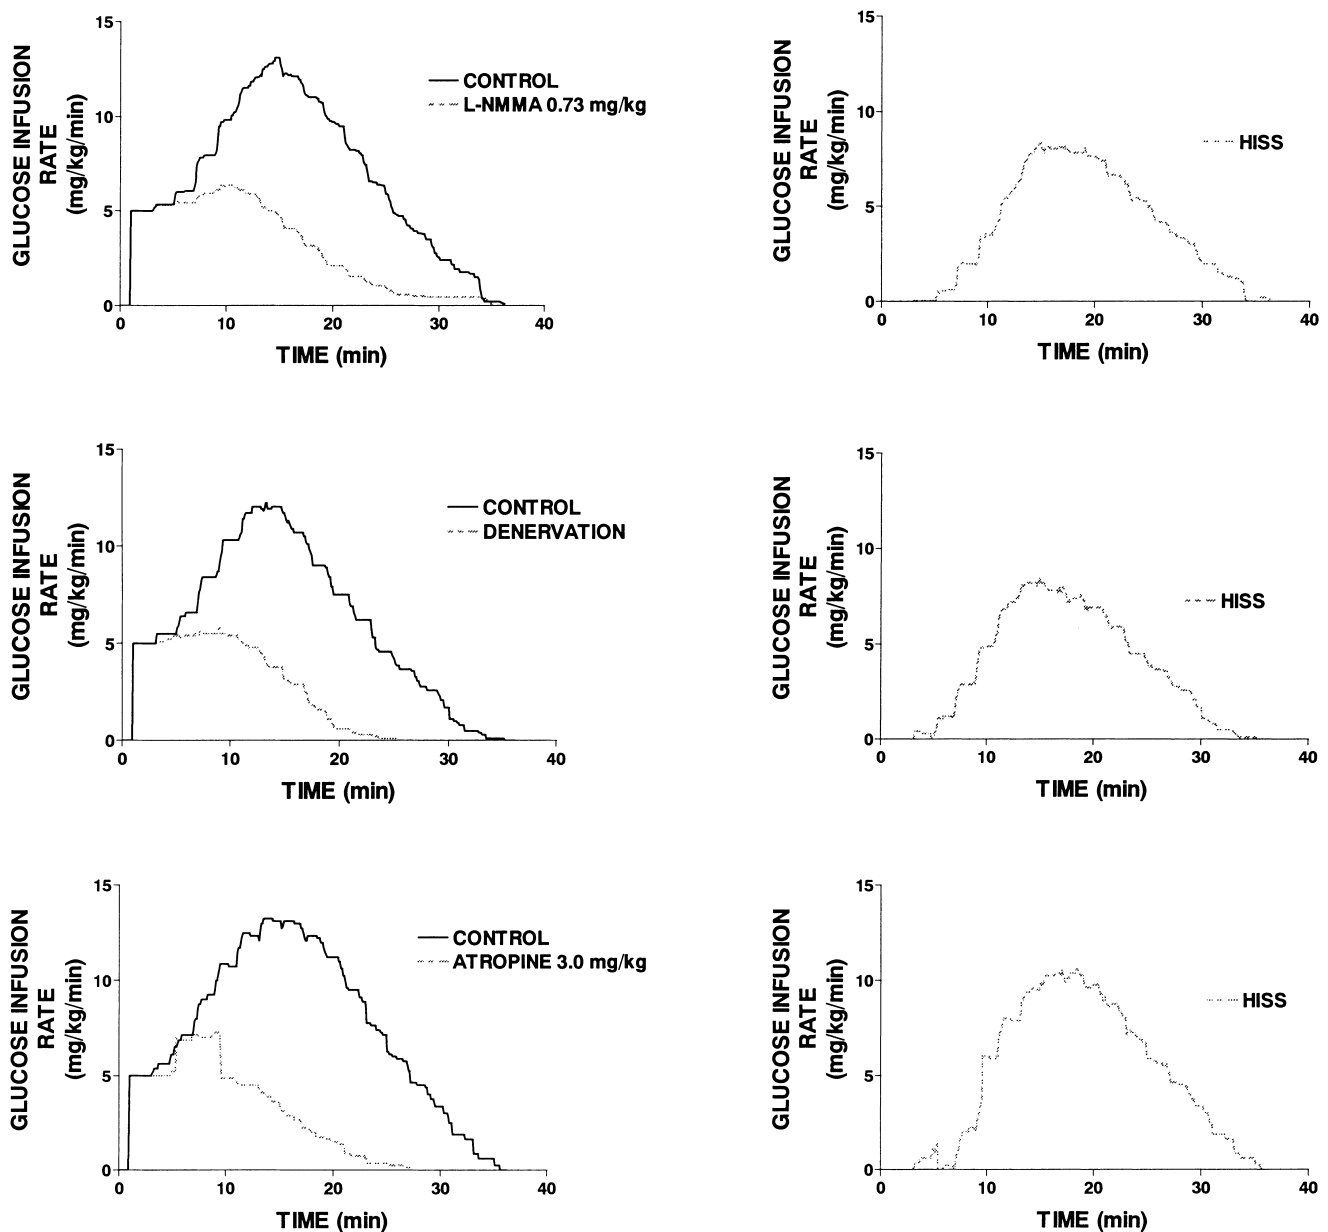 GLUCOSE INFUSION
RATE
(mg/kg/min)
15
10
5
0
0 10 20 30 40
TIME (min)
CONTROL
L-NMMA 0.73 mg/kg
GLUCOSE INFUSION
RATE
(mg/kg/min)
15
10
5
0
0 10 20 30 40
TIME (min)
HISS
GLUCOSE INFUSION
RATE
(mg/kg/min)
15
10
5
0
0 10 20 30 40
TIME (min)
CONTROL
DENERVATION
GLUCOSE INFUSION
RATE
(mg/kg/min)
15
10
5
0
0 10 20 30 40
TIME (min)
HISS
GLUCOSE INFUSION
RATE
(mg/kg/min)
15
10
5
0
0 10 20 30 40
TIME (min)
CONTROL
ATROPINE 3.0 mg/kg
GLUCOSE INFUSION
RATE
(mg/kg/min)
15
10
5
0
0 10 20 30 40
TIME (min)
HISS